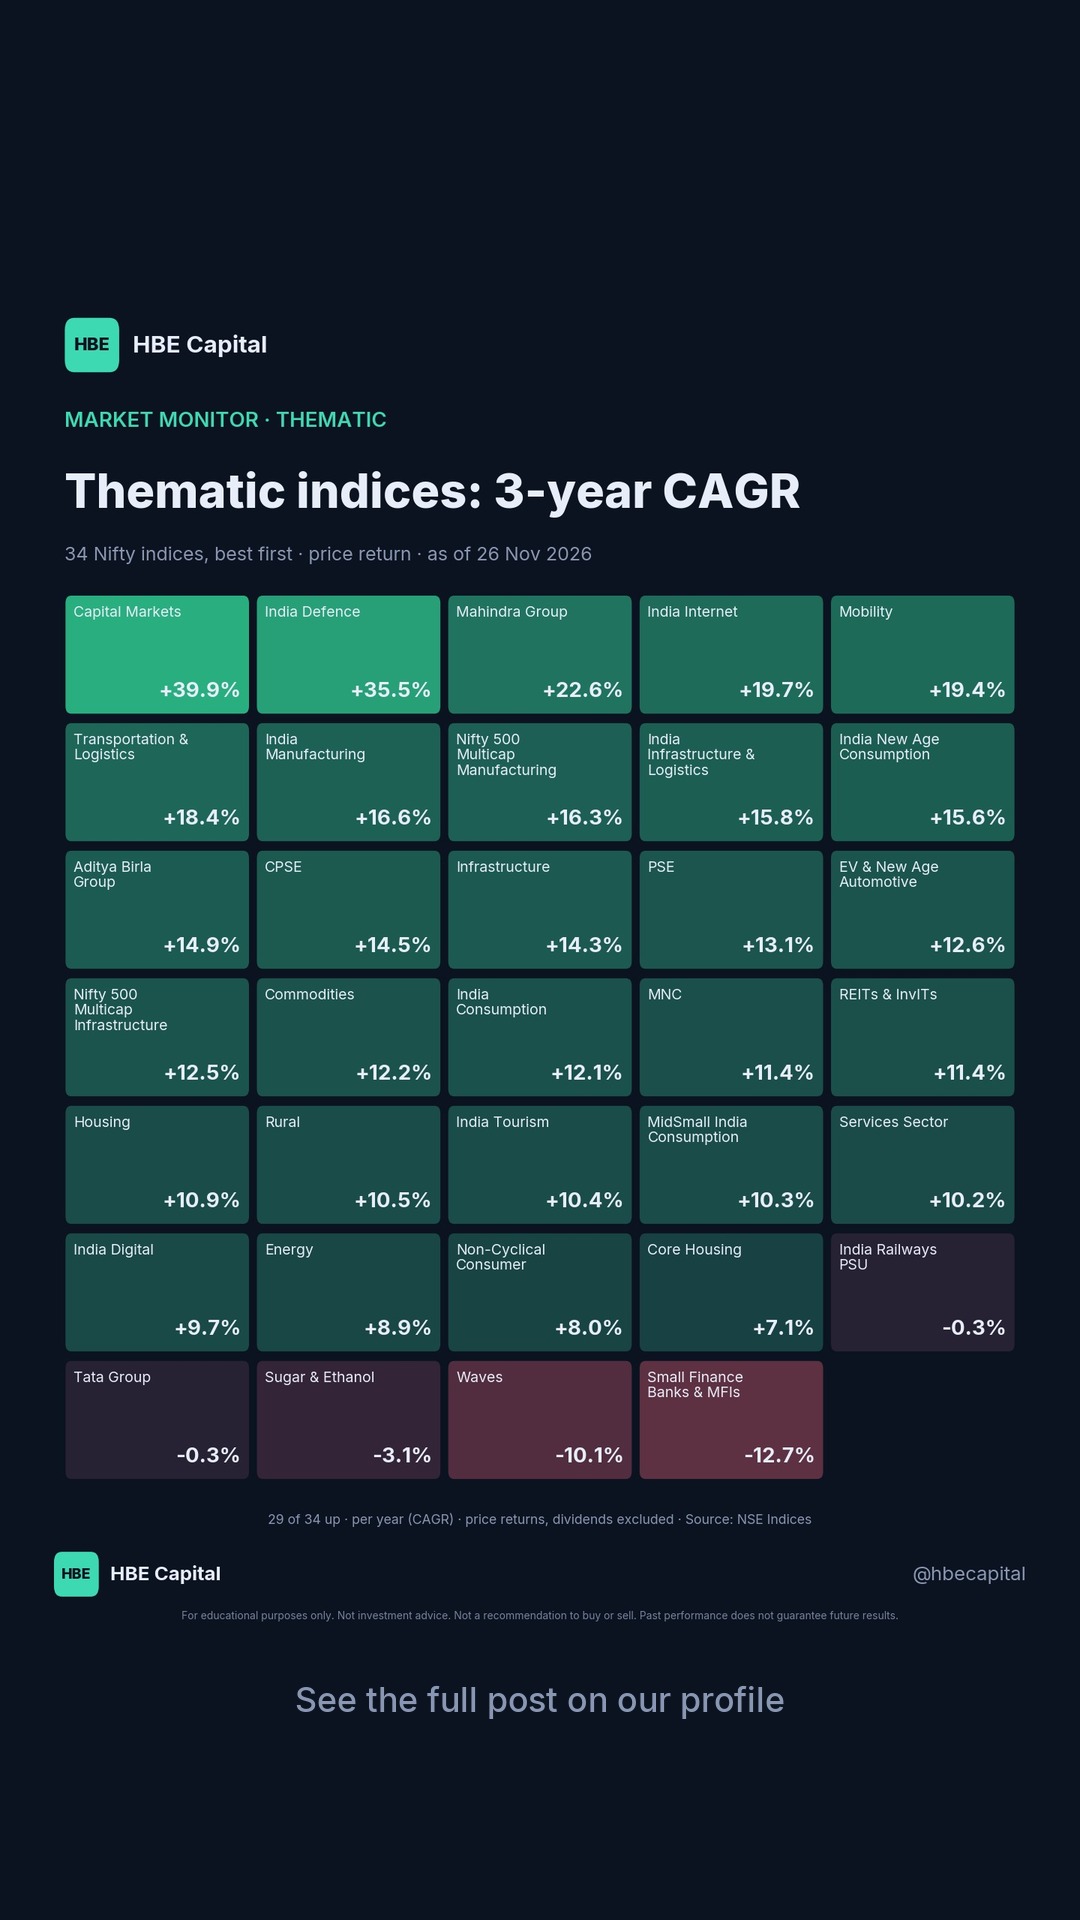 HBE
HBE Capital
MARKET MONITOR · THEMATIC
Thematic indices: 3-year CAGR
34 Nifty indices, best first · price return · as of 26 Nov 2026
Capital Markets
+39.9%
India Defence
+35.5%
Mahindra Group
+22.6%
India Internet
+19.7%
Mobility
+19.4%
Transportation &
Logistics
+18.4%
India
Manufacturing
+16.6%
Nifty 500
Multicap
Manufacturing
+16.3%
India
Infrastructure &
Logistics
+15.8%
India New Age
Consumption
+15.6%
Aditya Birla
Group
+14.9%
CPSE
+14.5%
Infrastructure
+14.3%
PSE
+13.1%
EV & New Age
Automotive
+12.6%
Nifty 500
Multicap
Infrastructure
+12.5%
Commodities
+12.2%
India
Consumption
+12.1%
MNC
+11.4%
REITs & InvITs
+11.4%
Housing
+10.9%
Rural
+10.5%
India Tourism
+10.4%
MidSmall India
Consumption
+10.3%
Services Sector
+10.2%
India Digital
+9.7%
Energy
+8.9%
Non-Cyclical
Consumer
+8.0%
Core Housing
+7.1%
India Railways
PSU
-0.3%
Tata Group
-0.3%
Sugar & Ethanol
-3.1%
Waves
-10.1%
Small Finance
Banks & MFIs
-12.7%
29 of 34 up · per year (CAGR) · price returns, dividends excluded · Source: NSE Indices
HBE
HBE Capital
@hbecapital
For educational purposes only. Not investment advice. Not a recommendation to buy or sell. Past performance does not guarantee future results.
See the full post on our profile